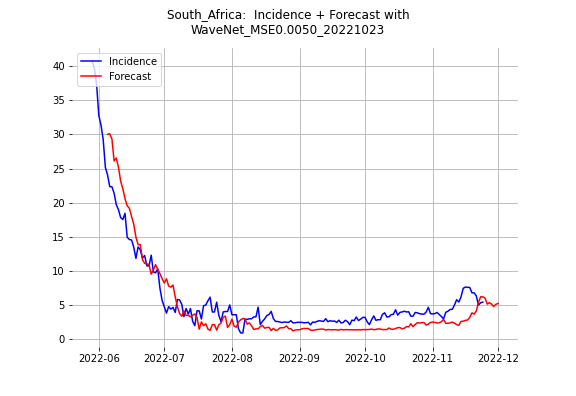 South_Africa:  Incidence + Forecast with
WaveNet_MSE0.0050_20221023
Incidence
Forecast
40
35
30
25
20
15
10
5
0
2022-06 2022-07 2022-08 2022-09 2022-10 2022-11 2022-12